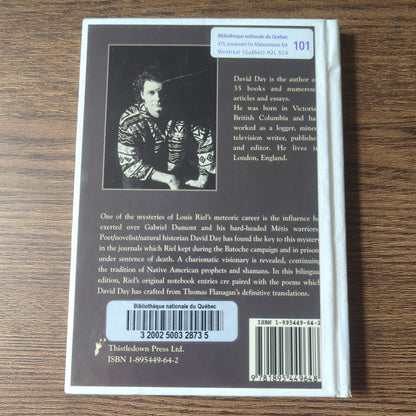 Bibliothèque nationale du Québec
475, boulevard De Maisonneuve Est
Montréal (Québec) H2L 5C4
101
David Day is the author of
35 books and numerous
articles and essays.
He was born in Victoria,
British Columbia and has
worked as a logger, miner,
television writer, publisher
and editor. He lives in
London, England.
One of the mysteries of Louis Riel's meteoric career is the influence he
exerted over Gabriel Dumont and his hard-headed Métis warriors.
Poet/novelist/natural historian David Day has found the key to this mystery
in the journals which Riel kept during the Batoche campaign and in prison
under sentence of death. A charismatic visionary is revealed, continuing
the tradition of Native American prophets and shamans. In this bilingual
edition, Riel's original notebook entries are paired with the poems which
David Day has crafted from Thomas Flanagan's definitive translations.
Bibliothèque nationale du Québec
3 2002 5003 2873 5
Thistledown Press Ltd.
ISBN 1-895449-64-2
ISBN 1-895449-64-2
9 781895 449648